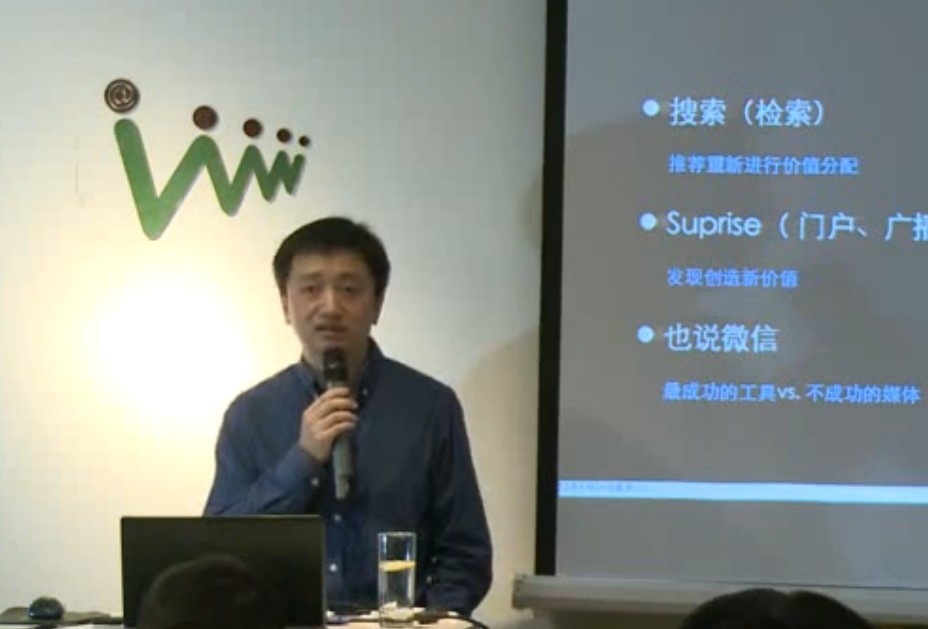 @
搜索（检索）
推荐重新进行价值分配
Suprise（门户、广播
发现创造新价值
也说微信
最成功的工具vs. 不成功的媒体